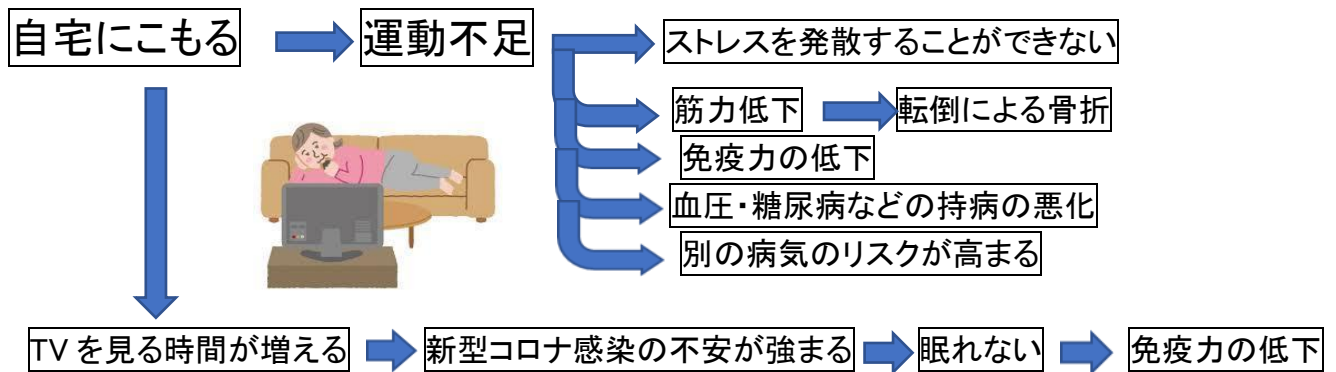 自宅にこもる
運動不足
ストレスを発散することができない
筋力低下
転倒による骨折
免疫力の低下
血圧・糖尿病などの持病の悪化
別の病気のリスクが高まる
TVを見る時間が増える
新型コロナ感染の不安が強まる
眠れない
免疫力の低下